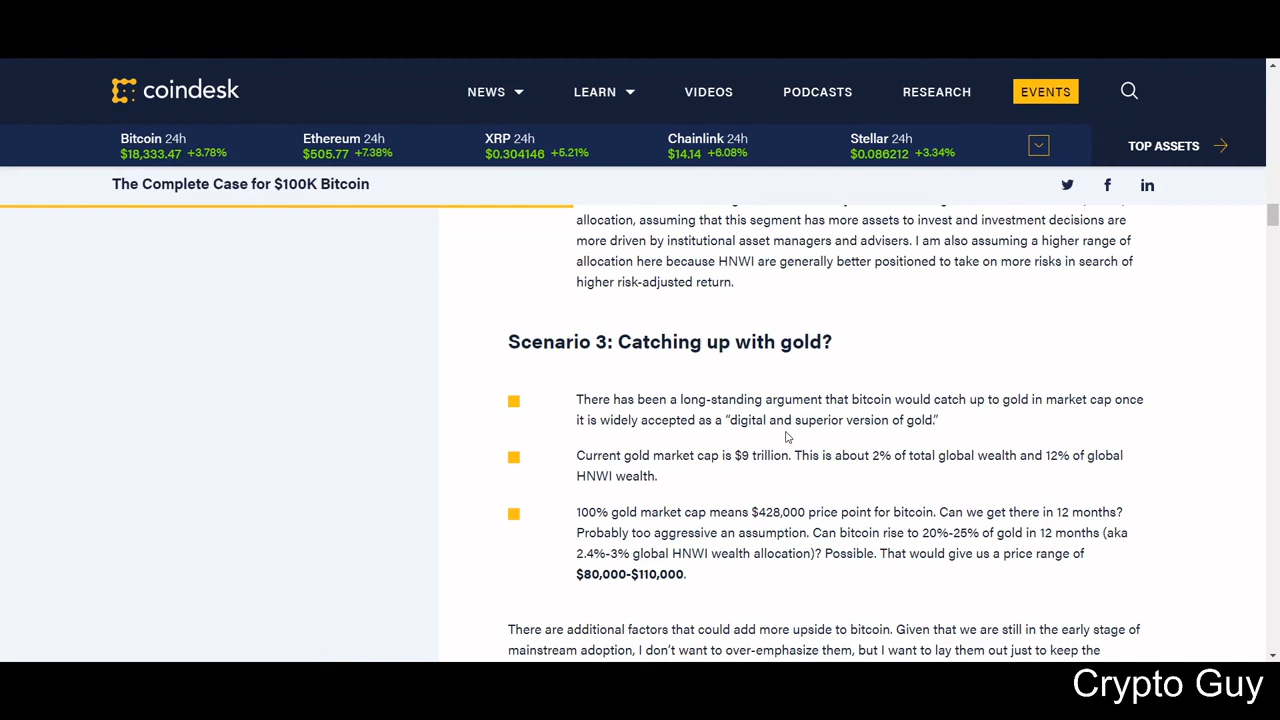 coindesk
NEWS
LEARN
VIDEOS
PODCASTS
RESEARCH
EVENTS
Bitcoin 24h
$18,333.47 +3.78%
Ethereum 24h
$505.77 +7.38%
XRP 24h
$0.304146 +5.21%
Chainlink 24h
$14.14 +6.08%
Stellar 24h
$0.086212 +3.34%
TOP ASSETS
The Complete Case for $100K Bitcoin
allocation, assuming that this segment has more assets to invest and investment decisions are
more driven by institutional asset managers and advisers. I am also assuming a higher range of
allocation here because HNWI are generally better positioned to take on more risks in search of
higher risk-adjusted return.
Scenario 3: Catching up with gold?
There has been a long-standing argument that bitcoin would catch up to gold in market cap once
it is widely accepted as a “digital and superior version of gold.”
Current gold market cap is $9 trillion. This is about 2% of total global wealth and 12% of global
HNWI wealth.
100% gold market cap means $428,000 price point for bitcoin. Can we get there in 12 months?
Probably too aggressive an assumption. Can bitcoin rise to 20%-25% of gold in 12 months (aka
2.4%-3% global HNWI wealth allocation)? Possible. That would give us a price range of
$80,000-$110,000.
There are additional factors that could add more upside to bitcoin. Given that we are still in the early stage of
mainstream adoption, I don’t want to over-emphasize them, but I want to lay them out just to keep the
Crypto Guy